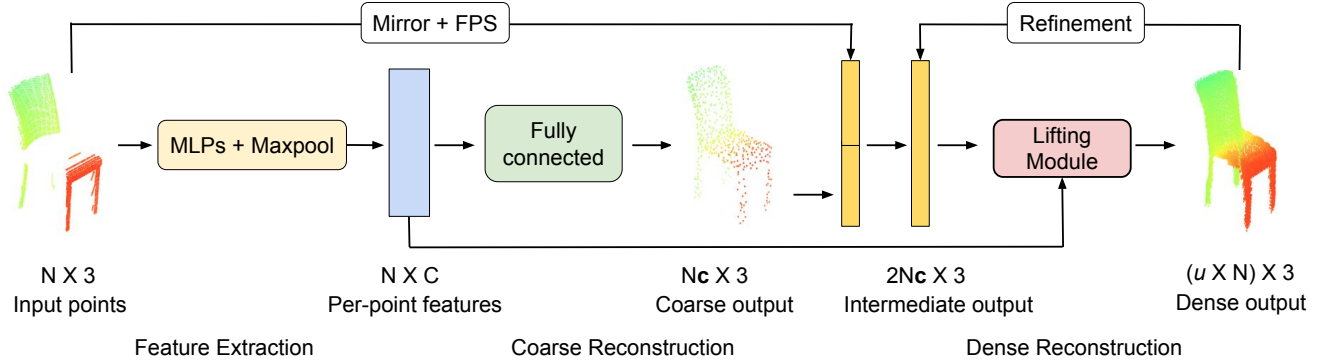 Mirror + FPS
Refinement
MLPs + Maxpool
Fully
connected
Lifting
Module
N X 3
N X C
Nc X 3
2Nc X 3
(u X N) X 3
Input points
Per-point features
Coarse output
Intermediate output
Dense output
Feature Extraction
Coarse Reconstruction
Dense Reconstruction